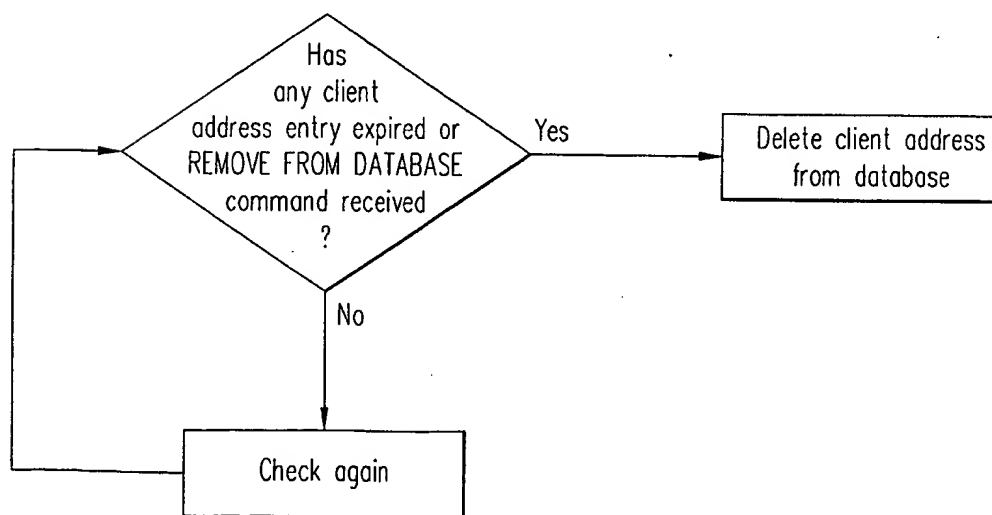 Has
any client
address entry expired or
REMOVE FROM DATABASE
command received
?
Yes
Delete client address
from database
No
Check again